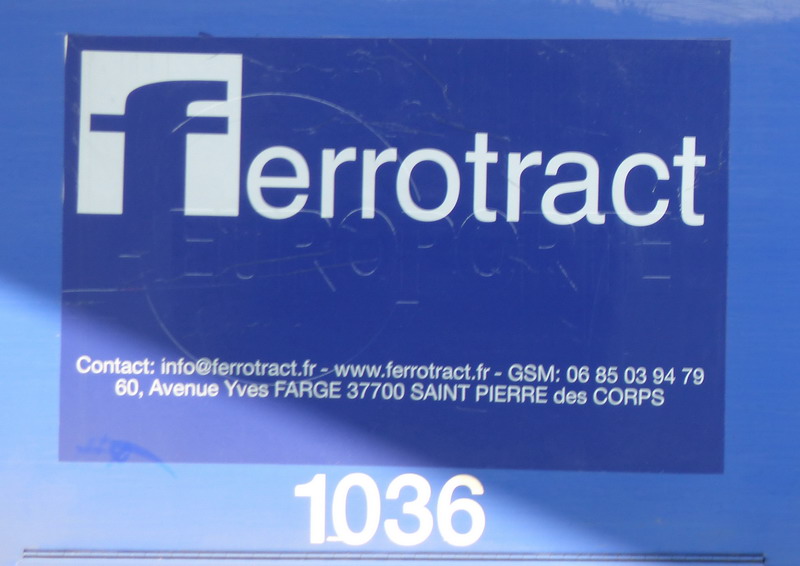 ferrotract
Contact: info@ferrotract.fr - www.ferrotract.fr - GSM: 06 85 03 94 79
60, Avenue Yves FARGE 37700 SAINT PIERRE des CORPS
1036